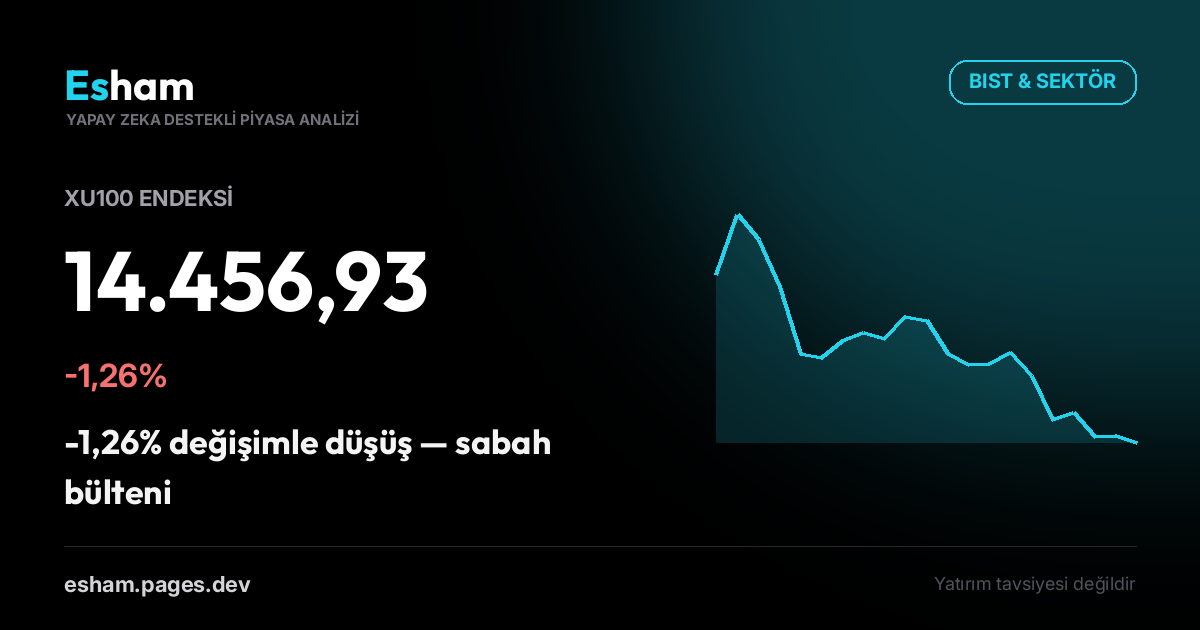 Esham
YAPAY ZEKA DESTEKLİ PİYASA ANALİZİ
BIST & SEKTÖR
XU100 ENDEKSİ
14.456,93
-1,26%
-1,26% değişimle düşüş — sabah
bülteni
esham.pages.dev
Yatırım tavsiyesi değildir